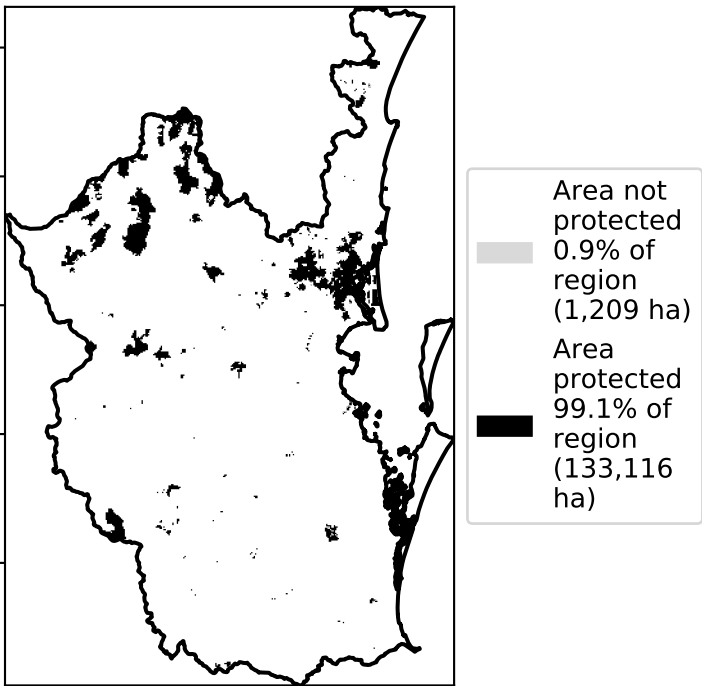 Area not
protected
0.9% of
region
(1,209 ha)
Area
protected
99.1% of
region
(133,116
ha)